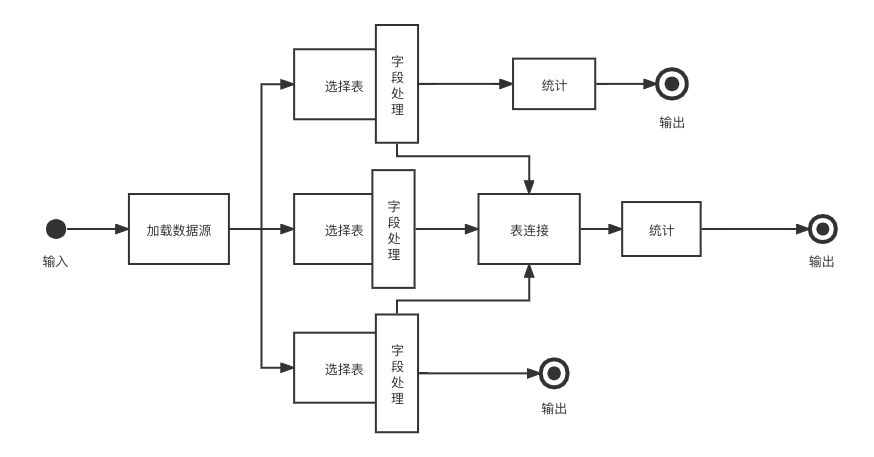 选择表
字
段
处
理
统计
输出
输入
加载数据源
选择表
字
段
处
理
表连接
统计
输出
选择表
字
段
处
理
输出